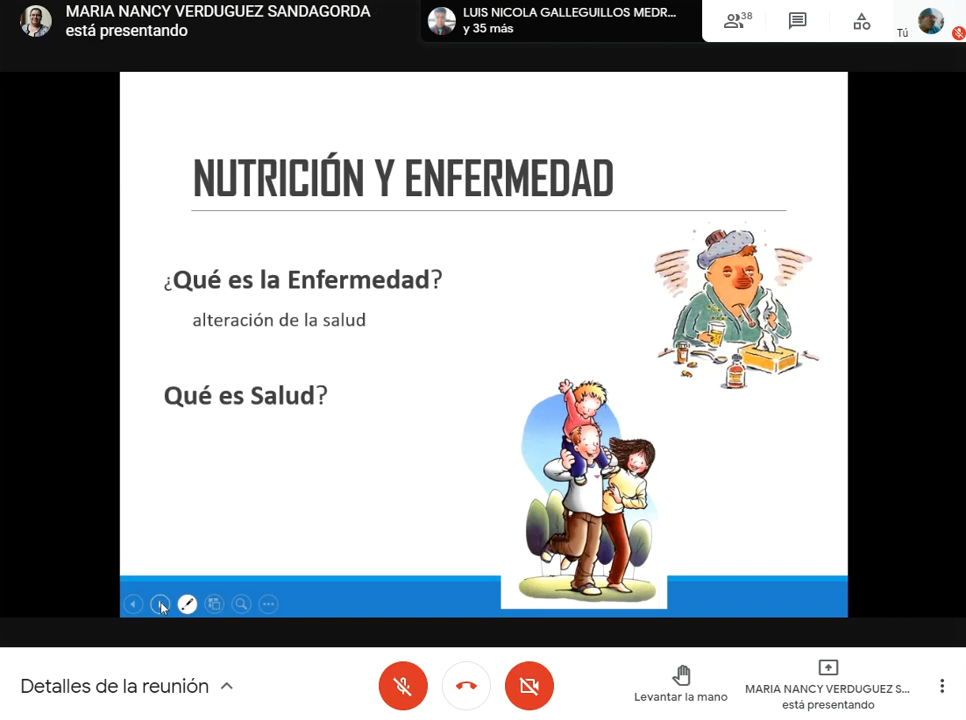 MARIA NANCY VERDUGUEZ SANDAGORDA
está presentando
LUIS NICOLA GALLEGUILLOS MEDR...
y 35 más
38
Tú
NUTRICIÓN Y ENFERMEDAD
¿Qué es la Enfermedad?
alteración de la salud
Qué es Salud?
Detalles de la reunión
Levantar la mano
MARIA NANCY VERDUGUEZ S...
está presentando